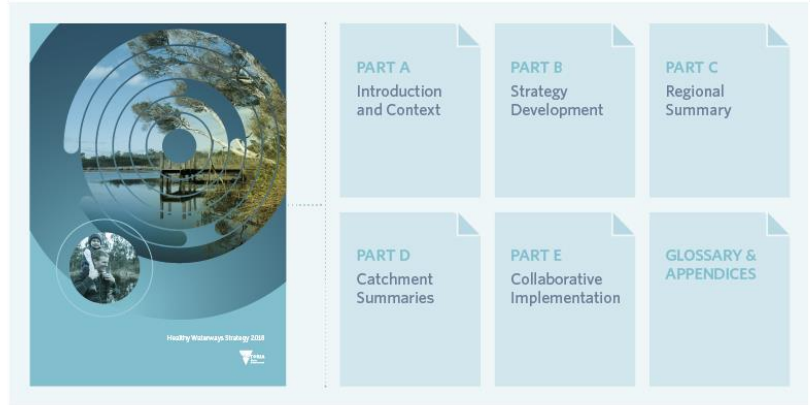 PART A
Introduction
and Context
PART B
Strategy
Development
PART C
Regional
Summary
PART D
Catchment
Summaries
PART E
Collaborative
Implementation
GLOSSARY &
APPENDICES
Healthy Waterways Strategy 2018